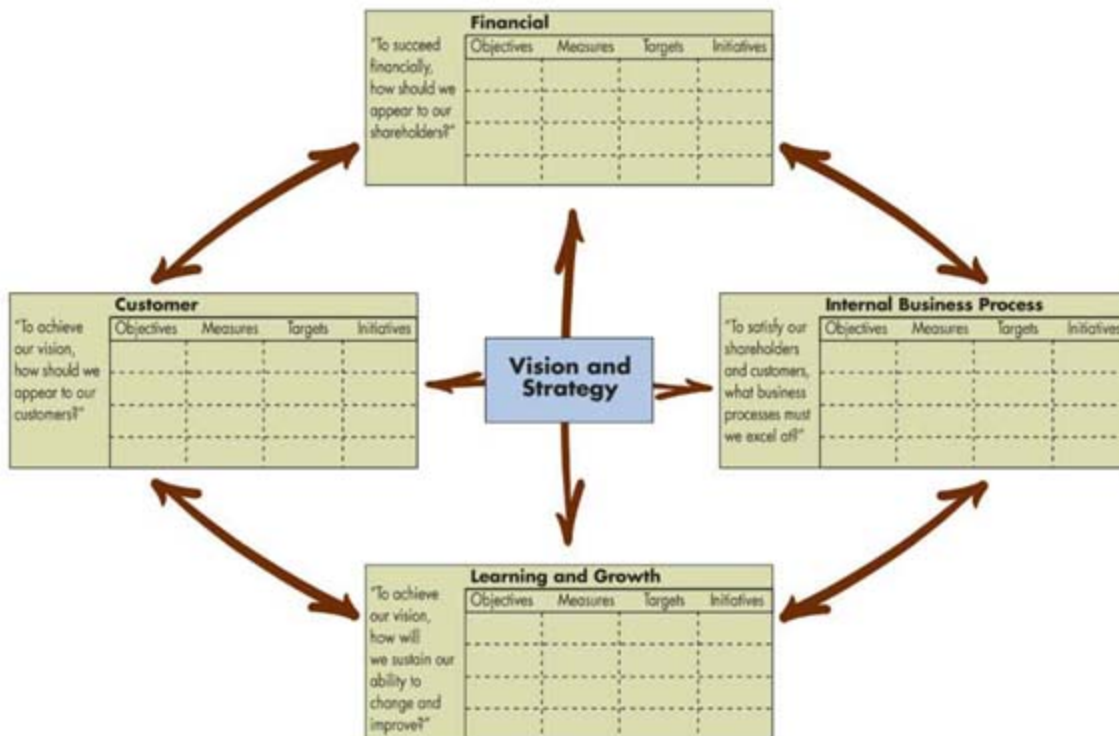 Financial
"To succeed
financially,
how should we
appear to our
shareholders?"
Objectives Measures Targets Initiatives
Customer
"To achieve
our vision,
how should we
appear to our
customers?"
Objectives Measures Targets Initiatives
Vision and
Strategy
Internal Business Process
"To satisfy our
shareholders
and customers,
what business
processes must
we excel at?"
Objectives Measures Targets Initiatives
Learning and Growth
"To achieve
our vision,
how will
we sustain our
ability to
change and
improve?"
Objectives Measures Targets Initiatives